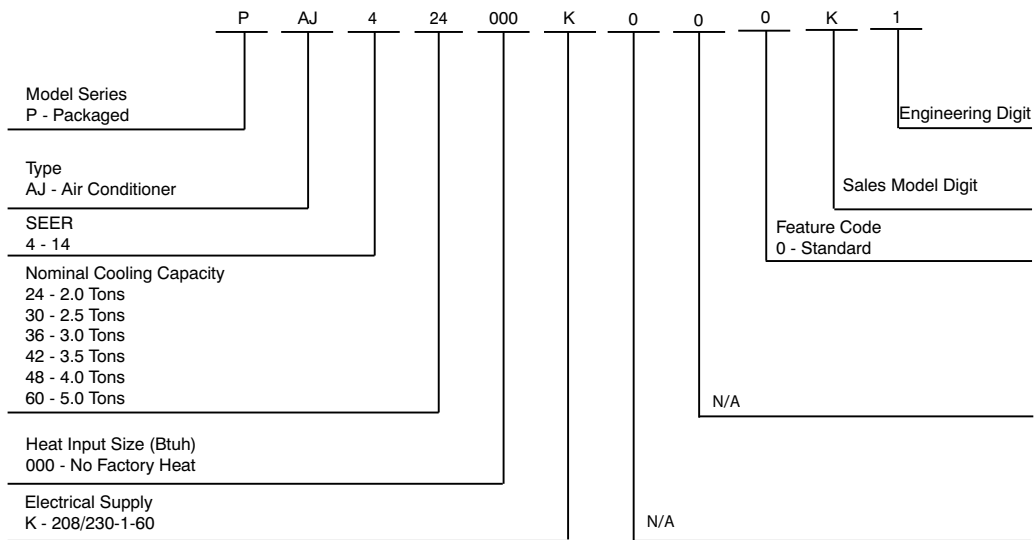 P AJ 4 24 000 K 0 0 0 K 1
Model Series
P - Packaged
Engineering Digit
Type
AJ - Air Conditioner
Sales Model Digit
SEER
4 - 14
Feature Code
0 - Standard
Nominal Cooling Capacity
24 - 2.0 Tons
30 - 2.5 Tons
36 - 3.0 Tons
42 - 3.5 Tons
48 - 4.0 Tons
60 - 5.0 Tons
N/A
Heat Input Size (Btuh)
000 - No Factory Heat
Electrical Supply
K - 208/230-1-60
N/A